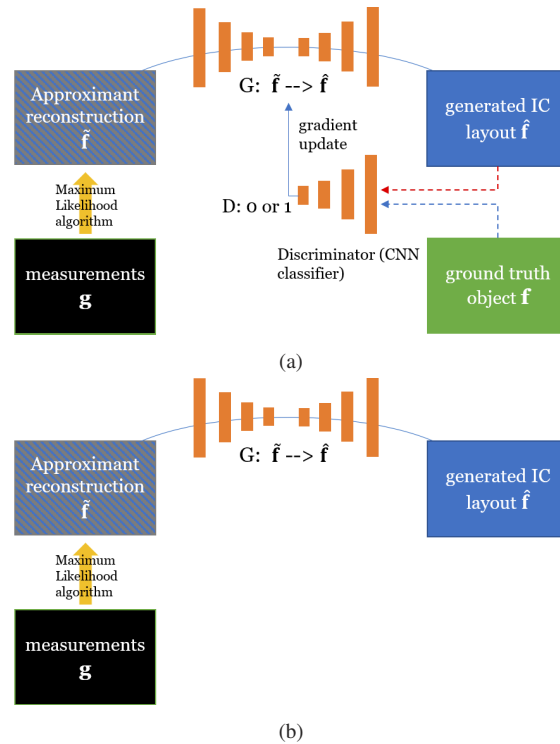 Approximant
reconstruction
f̃
G: f̃ --> f̂
generated IC
layout f̂
gradient
update
Maximum
Likelihood
algorithm
D: 0 or 1
measurements
g
Discriminator (CNN
classifier)
ground truth
object f
(a)
Approximant
reconstruction
f̃
G: f̃ --> f̂
generated IC
layout f̂
Maximum
Likelihood
algorithm
measurements
g
(b)